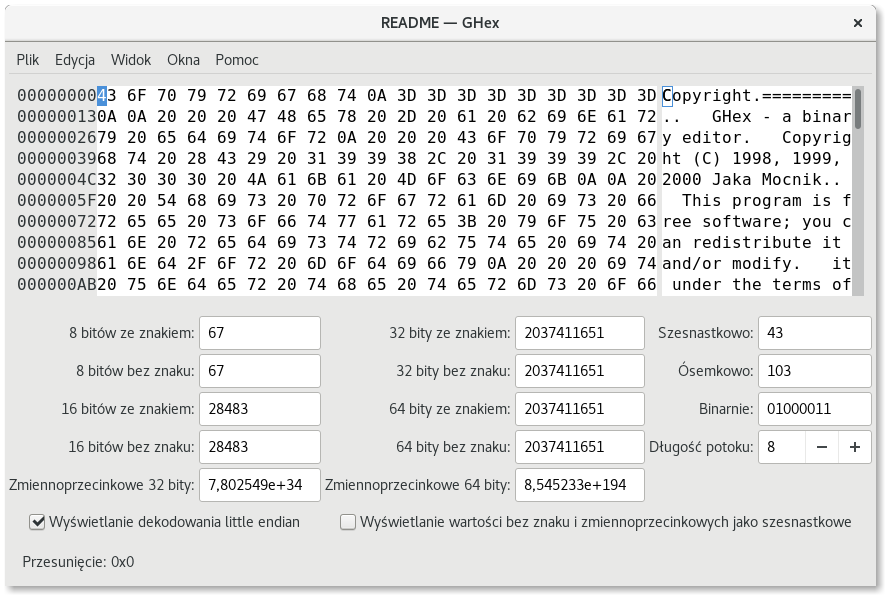 README — GHex ×
Plik Edycja Widok Okna Pomoc
00000000 43 6F 70 79 72 69 67 68 74 0A 3D 3D 3D 3D 3D 3D 3D 3D 3D Copyright.=========
00000013 0A 0A 20 20 20 47 48 65 78 20 2D 20 61 20 62 69 6E 61 72 ..   GHex - a binar
00000026 79 20 65 64 69 74 6F 72 0A 20 20 20 43 6F 70 79 72 69 67 y editor.   Copyrig
00000039 68 74 20 28 43 29 20 31 39 39 38 2C 20 31 39 39 39 2C 20 ht (C) 1998, 1999,
0000004C 32 30 30 30 20 4A 61 6B 61 20 4D 6F 63 6E 69 6B 0A 0A 20 2000 Jaka Mocnik..
0000005F 20 20 54 68 69 73 20 70 72 6F 67 72 61 6D 20 69 73 20 66   This program is f
00000072 72 65 65 20 73 6F 66 74 77 61 72 65 3B 20 79 6F 75 20 63 ree software; you c
00000085 61 6E 20 72 65 64 69 73 74 72 69 62 75 74 65 20 69 74 20 an redistribute it
00000098 61 6E 64 2F 6F 72 20 6D 6F 64 69 66 79 0A 20 20 20 69 74 and/or modify.   it
000000AB 20 75 6E 64 65 72 20 74 68 65 20 74 65 72 6D 73 20 6F 66  under the terms of
8 bitów ze znakiem: 67 32 bity ze znakiem: 2037411651 Szesnastkowo: 43
8 bitów bez znaku: 67 32 bity bez znaku: 2037411651 Ósemkowo: 103
16 bitów ze znakiem: 28483 64 bity ze znakiem: 2037411651 Binarnie: 01000011
16 bitów bez znaku: 28483 64 bity bez znaku: 2037411651 Długość potoku: 8 − +
Zmiennoprzecinkowe 32 bity: 7,802549e+34 Zmiennoprzecinkowe 64 bity: 8,545233e+194
Wyświetlanie dekodowania little endian Wyświetlanie wartości bez znaku i zmiennoprzecinkowych jako szesnastkowe
Przesunięcie: 0x0